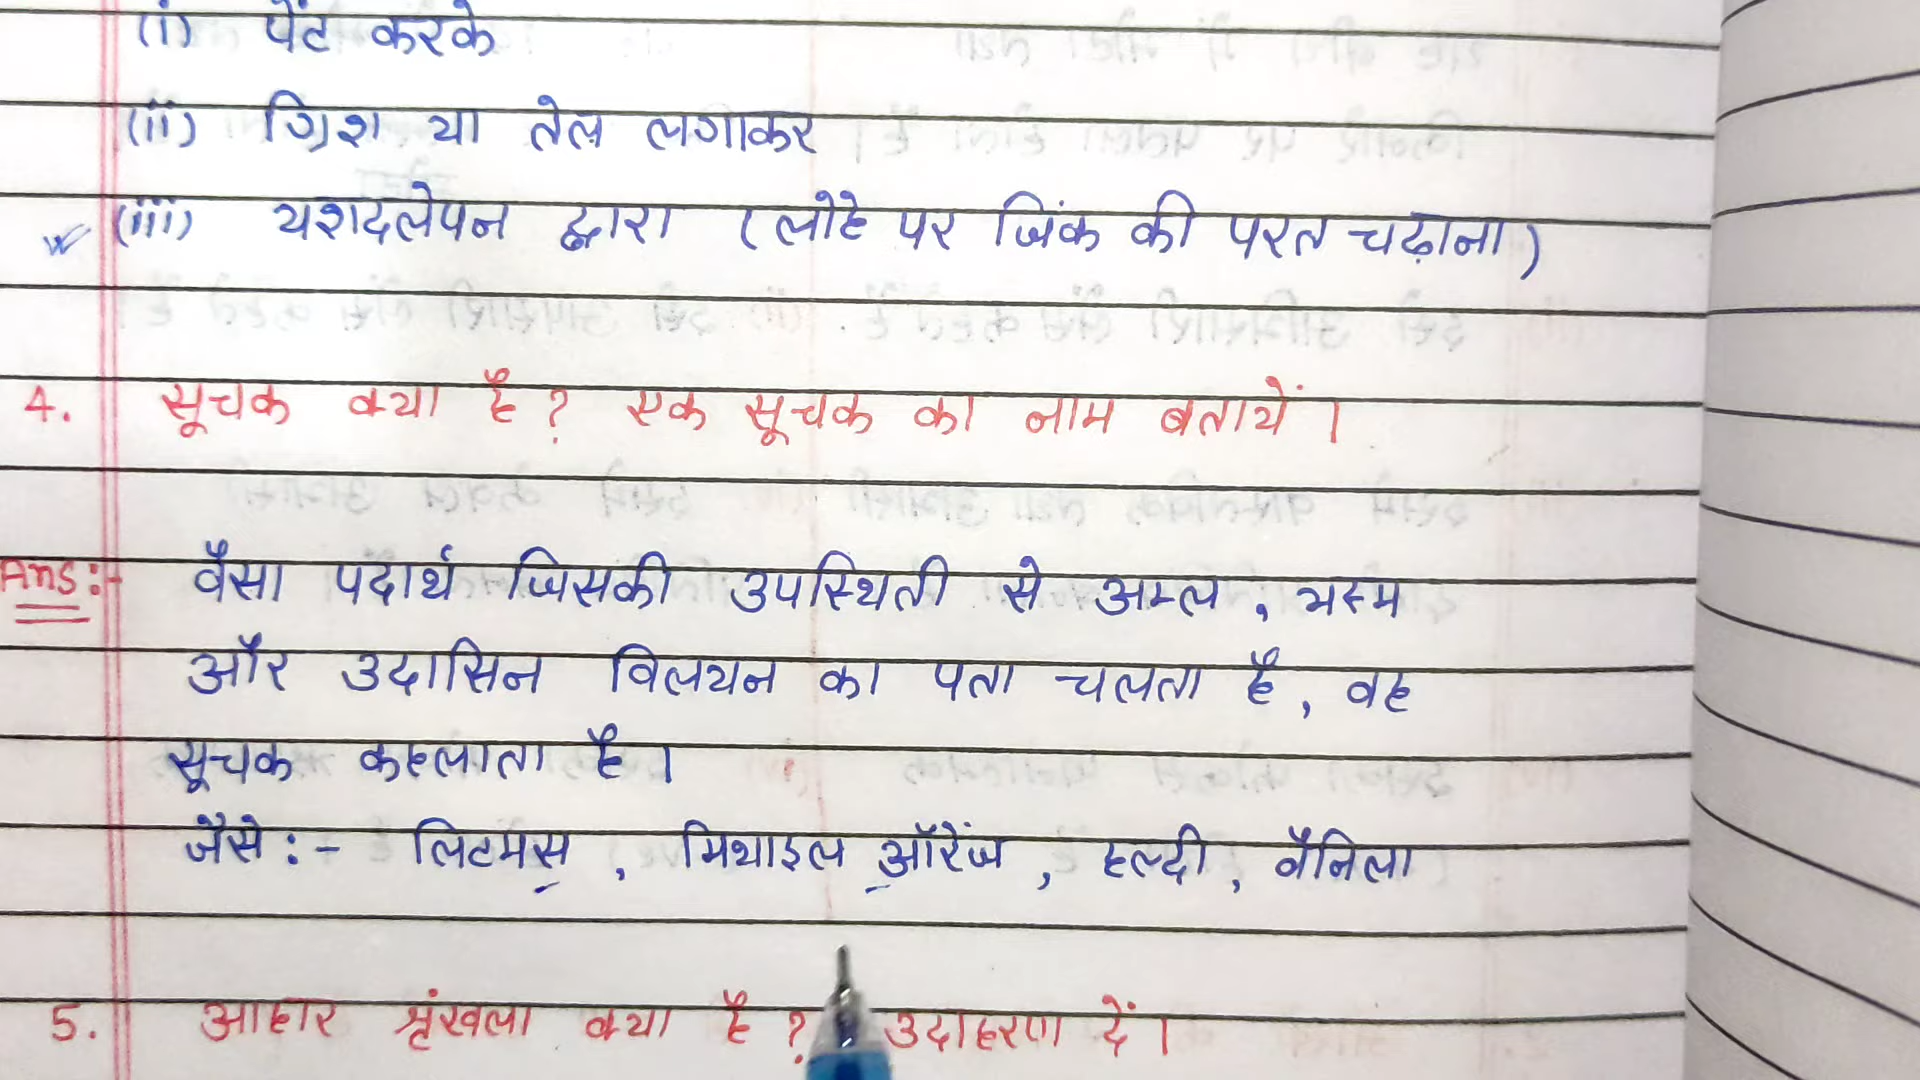 (i) पेंट करके
(ii) ग्रिश या तेल लगाकर
(iii) यशदलेपन द्वारा (लोहे पर जिंक की परत चढ़ाना)
4. सूचक क्या है? एक सूचक का नाम बतायें।
Ans:- वैसा पदार्थ जिसकी उपस्थिती से अम्ल, भस्म
और उदासिन विलयन का पता चलता है, वह
सूचक कहलाता है।
जैसे:- लिटमस, मिथाइल ऑरेंज, हल्दी, वैनिला
5. आहार श्रृंखला क्या है? उदाहरण दें।